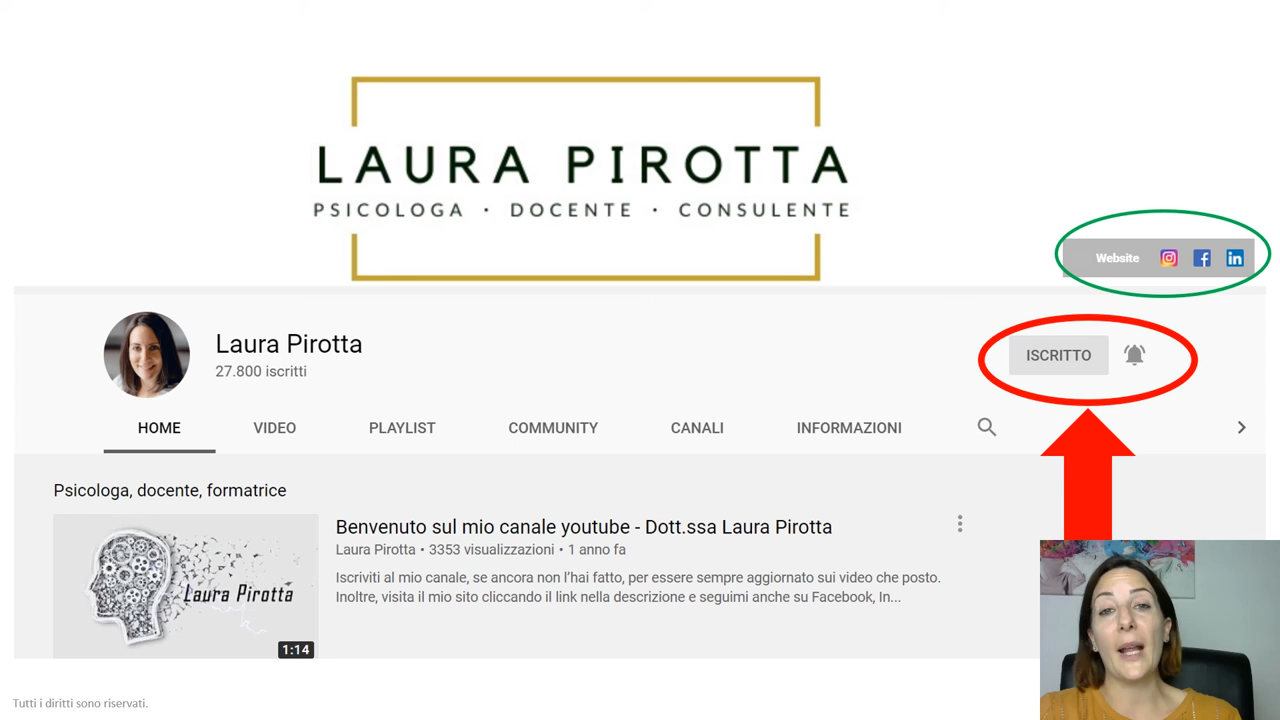 LAURA PIROTTA
PSICOLOGA · DOCENTE · CONSULENTE
Website
Laura Pirotta
27.800 iscritti
ISCRITTO
HOME VIDEO PLAYLIST COMMUNITY CANALI INFORMAZIONI
Psicologa, docente, formatrice
Benvenuto sul mio canale youtube - Dott.ssa Laura Pirotta
Laura Pirotta • 3353 visualizzazioni • 1 anno fa
Iscriviti al mio canale, se ancora non l'hai fatto, per essere sempre aggiornato sui video che posto.
Inoltre, visita il mio sito cliccando il link nella descrizione e seguimi anche su Facebook, In...
Laura Pirotta
1:14
Tutti i diritti sono riservati.